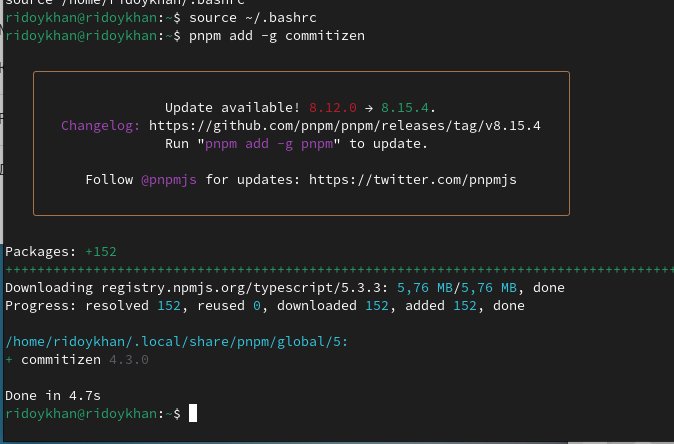 source /home/ridoykhan/.bashrc
ridoykhan@ridoykhan:~$ source ~/.bashrc
ridoykhan@ridoykhan:~$ pnpm add -g commitizen
Update available! 8.12.0 → 8.15.4.
Changelog: https://github.com/pnpm/pnpm/releases/tag/v8.15.4
Run "pnpm add -g pnpm" to update.
Follow @pnpmjs for updates: https://twitter.com/pnpmjs
Packages: +152
++++++++++++++++++++++++++++++++++++++++++++++++++++++++++++++++++++++++++++++++++++
Downloading registry.npmjs.org/typescript/5.3.3: 5,76 MB/5,76 MB, done
Progress: resolved 152, reused 0, downloaded 152, added 152, done
/home/ridoykhan/.local/share/pnpm/global/5:
+ commitizen 4.3.0
Done in 4.7s
ridoykhan@ridoykhan:~$